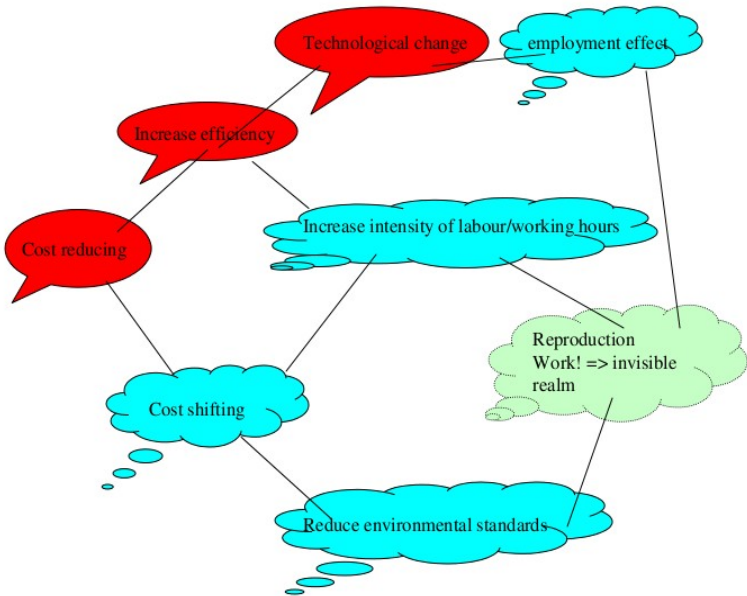 Technological change
employment effect
Increase efficiency
Increase intensity of labour/working hours
Cost reducing
Reproduction
Work! => invisible
realm
Cost shifting
Reduce environmental standards